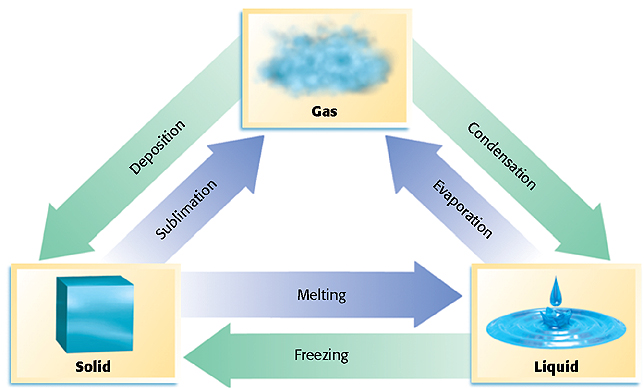 Gas
Deposition
Condensation
Sublimation
Evaporation
Melting
Freezing
Solid
Liquid